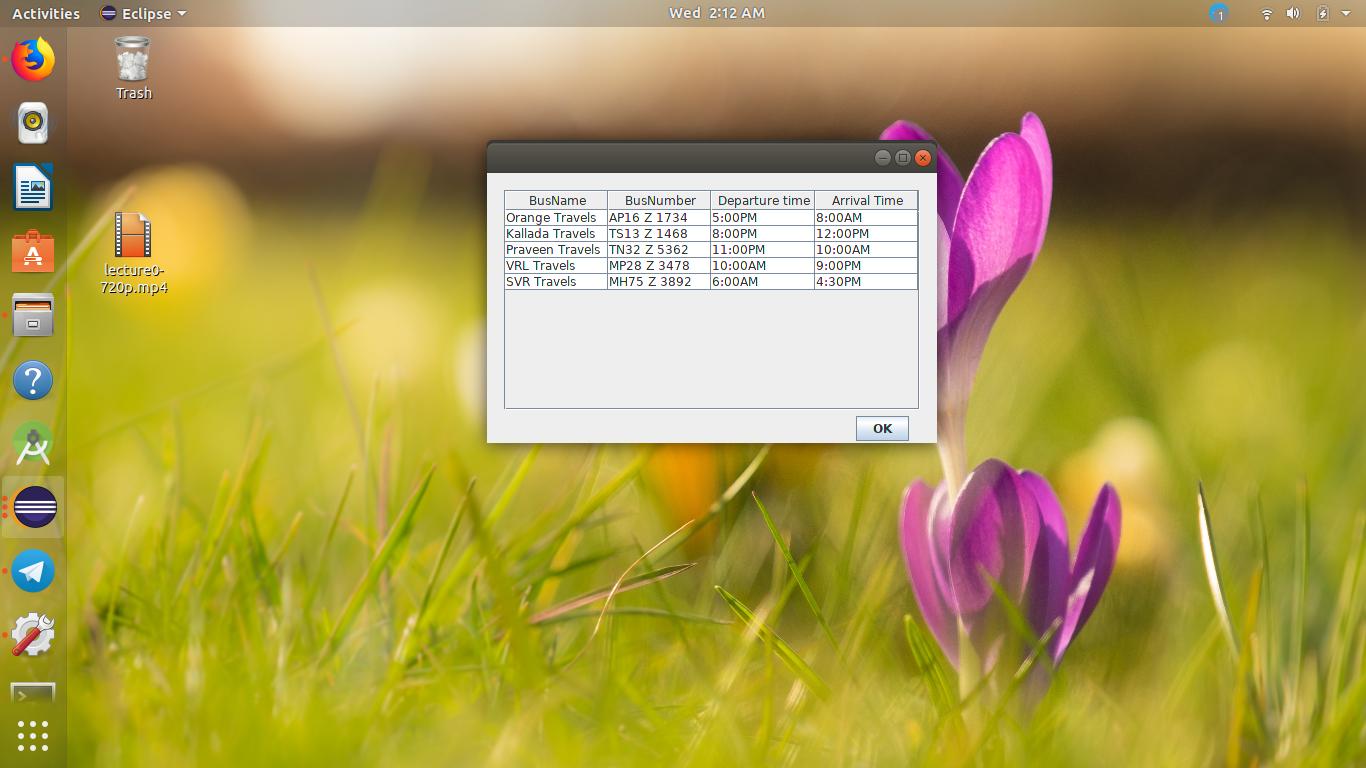 Activities Eclipse Wed 2:12 AM 1
Trash
lecture0-
720p.mp4
BusName BusNumber Departure time Arrival Time
Orange Travels AP16 Z 1734 5:00PM 8:00AM
Kallada Travels TS13 Z 1468 8:00PM 12:00PM
Praveen Travels TN32 Z 5362 11:00PM 10:00AM
VRL Travels MP28 Z 3478 10:00AM 9:00PM
SVR Travels MH75 Z 3892 6:00AM 4:30PM
OK